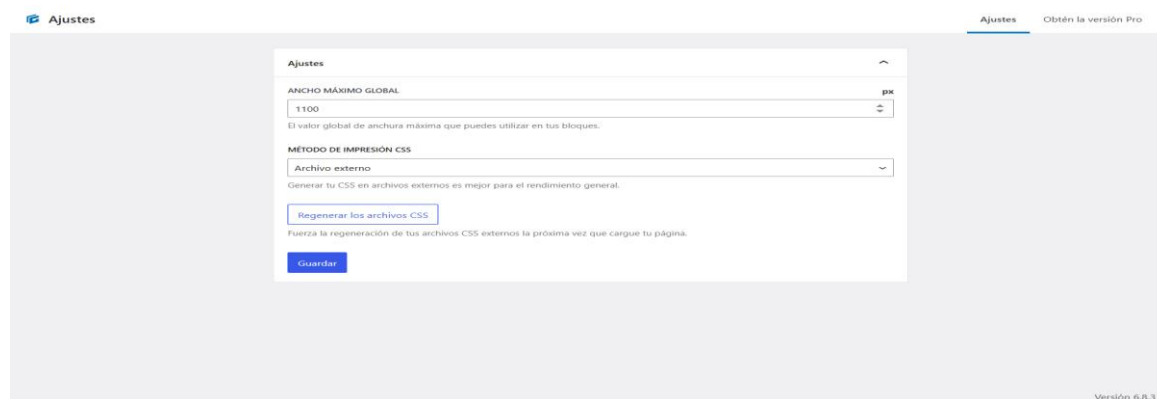 Ajustes
Ajustes Obtén la versión Pro
Ajustes
ANCHO MÁXIMO GLOBAL px
1100
El valor global de anchura máxima que puedes utilizar en tus bloques.
MÉTODO DE IMPRESIÓN CSS
Archivo externo
Generar tu CSS en archivos externos es mejor para el rendimiento general.
Regenerar los archivos CSS
Fuerza la regeneración de tus archivos CSS externos la próxima vez que cargue tu página.
Guardar
Versión 6.8.3